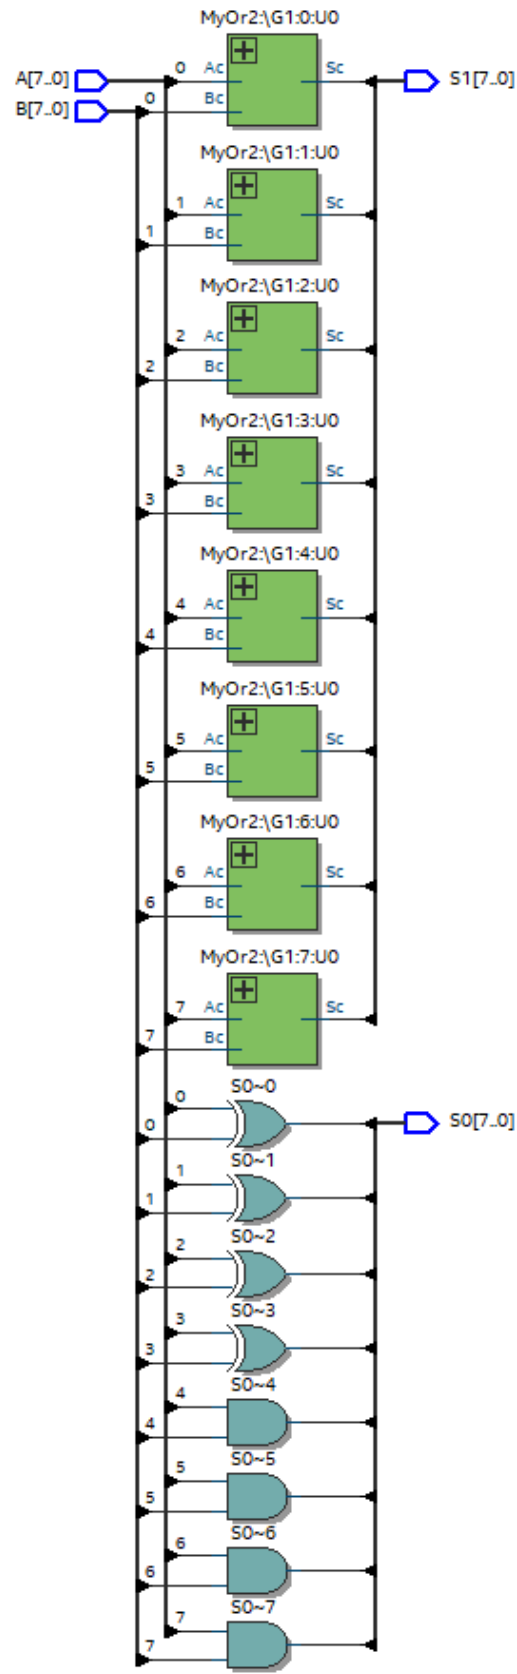 MyOr2:\G1:0:U0
A[7..0] 0 Ac Sc S1[7..0]
B[7..0] 0 Bc
MyOr2:\G1:1:U0
1 Ac Sc
1 Bc
MyOr2:\G1:2:U0
2 Ac Sc
2 Bc
MyOr2:\G1:3:U0
3 Ac Sc
3 Bc
MyOr2:\G1:4:U0
4 Ac Sc
4 Bc
MyOr2:\G1:5:U0
5 Ac Sc
5 Bc
MyOr2:\G1:6:U0
6 Ac Sc
6 Bc
MyOr2:\G1:7:U0
7 Ac Sc
7 Bc
S0~0
0
0 S0[7..0]
S0~1
1
1
S0~2
2
2
S0~3
3
3
S0~4
4
4
S0~5
5
5
S0~6
6
6
S0~7
7
7